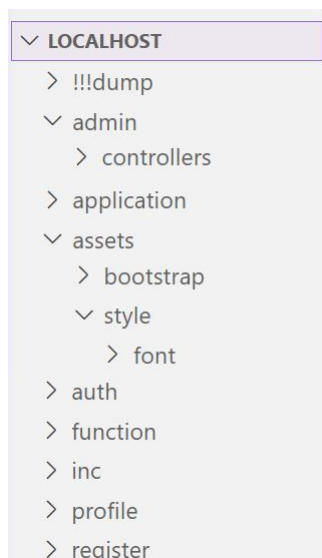 LOCALHOST
!!!dump
admin
controllers
application
assets
bootstrap
style
font
auth
function
inc
profile
register